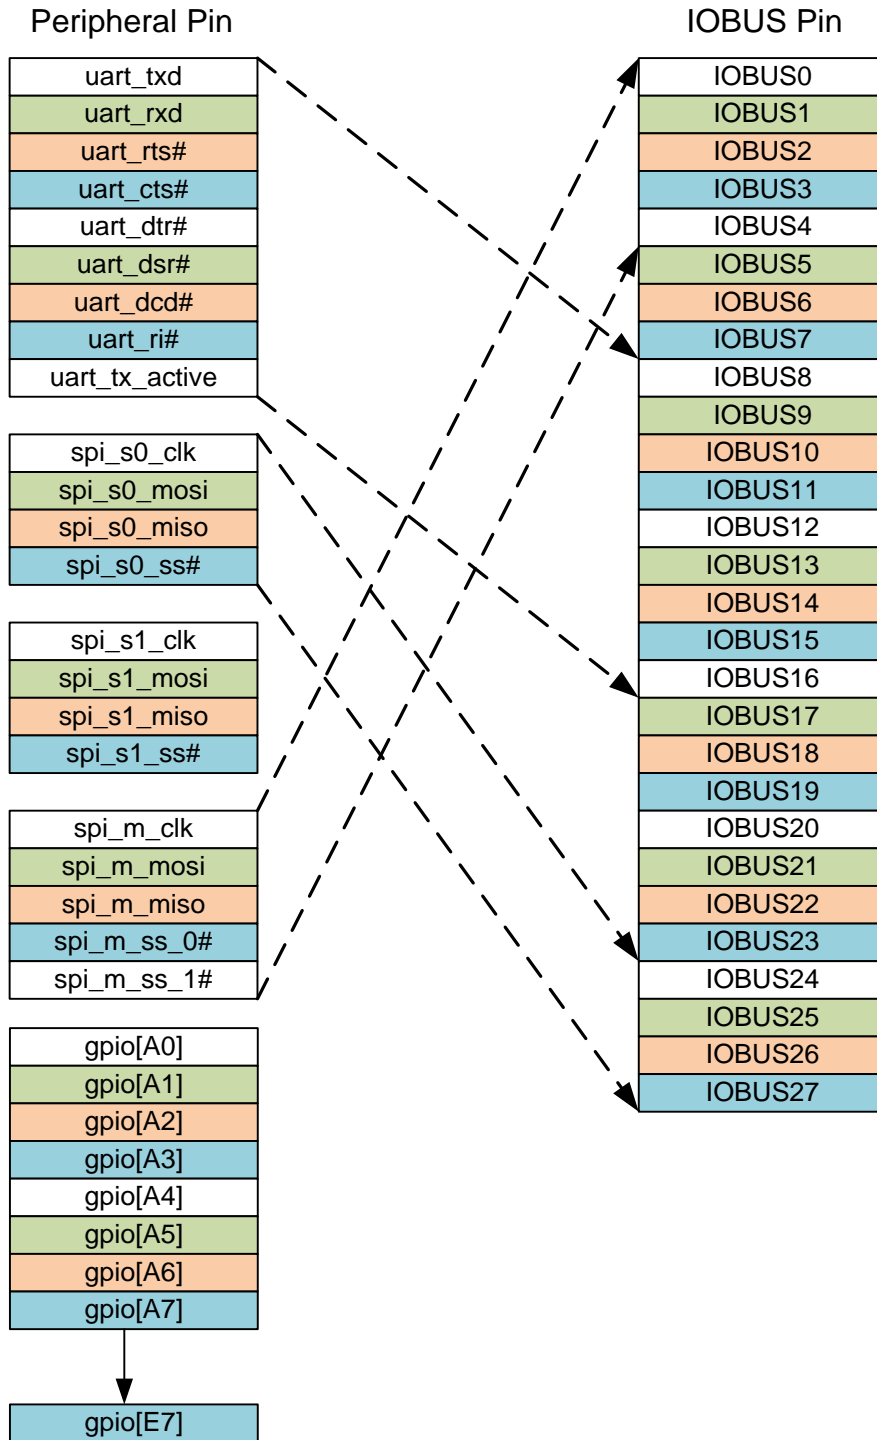 Peripheral Pin
uart_txd
uart_rxd
uart_rts#
uart_cts#
uart_dtr#
uart_dsr#
uart_dcd#
uart_ri#
uart_tx_active
spi_s0_clk
spi_s0_mosi
spi_s0_miso
spi_s0_ss#
spi_s1_clk
spi_s1_mosi
spi_s1_miso
spi_s1_ss#
spi_m_clk
spi_m_mosi
spi_m_miso
spi_m_ss_0#
spi_m_ss_1#
gpio[A0]
gpio[A1]
gpio[A2]
gpio[A3]
gpio[A4]
gpio[A5]
gpio[A6]
gpio[A7]
gpio[E7]
IOBUS Pin
IOBUS0
IOBUS1
IOBUS2
IOBUS3
IOBUS4
IOBUS5
IOBUS6
IOBUS7
IOBUS8
IOBUS9
IOBUS10
IOBUS11
IOBUS12
IOBUS13
IOBUS14
IOBUS15
IOBUS16
IOBUS17
IOBUS18
IOBUS19
IOBUS20
IOBUS21
IOBUS22
IOBUS23
IOBUS24
IOBUS25
IOBUS26
IOBUS27